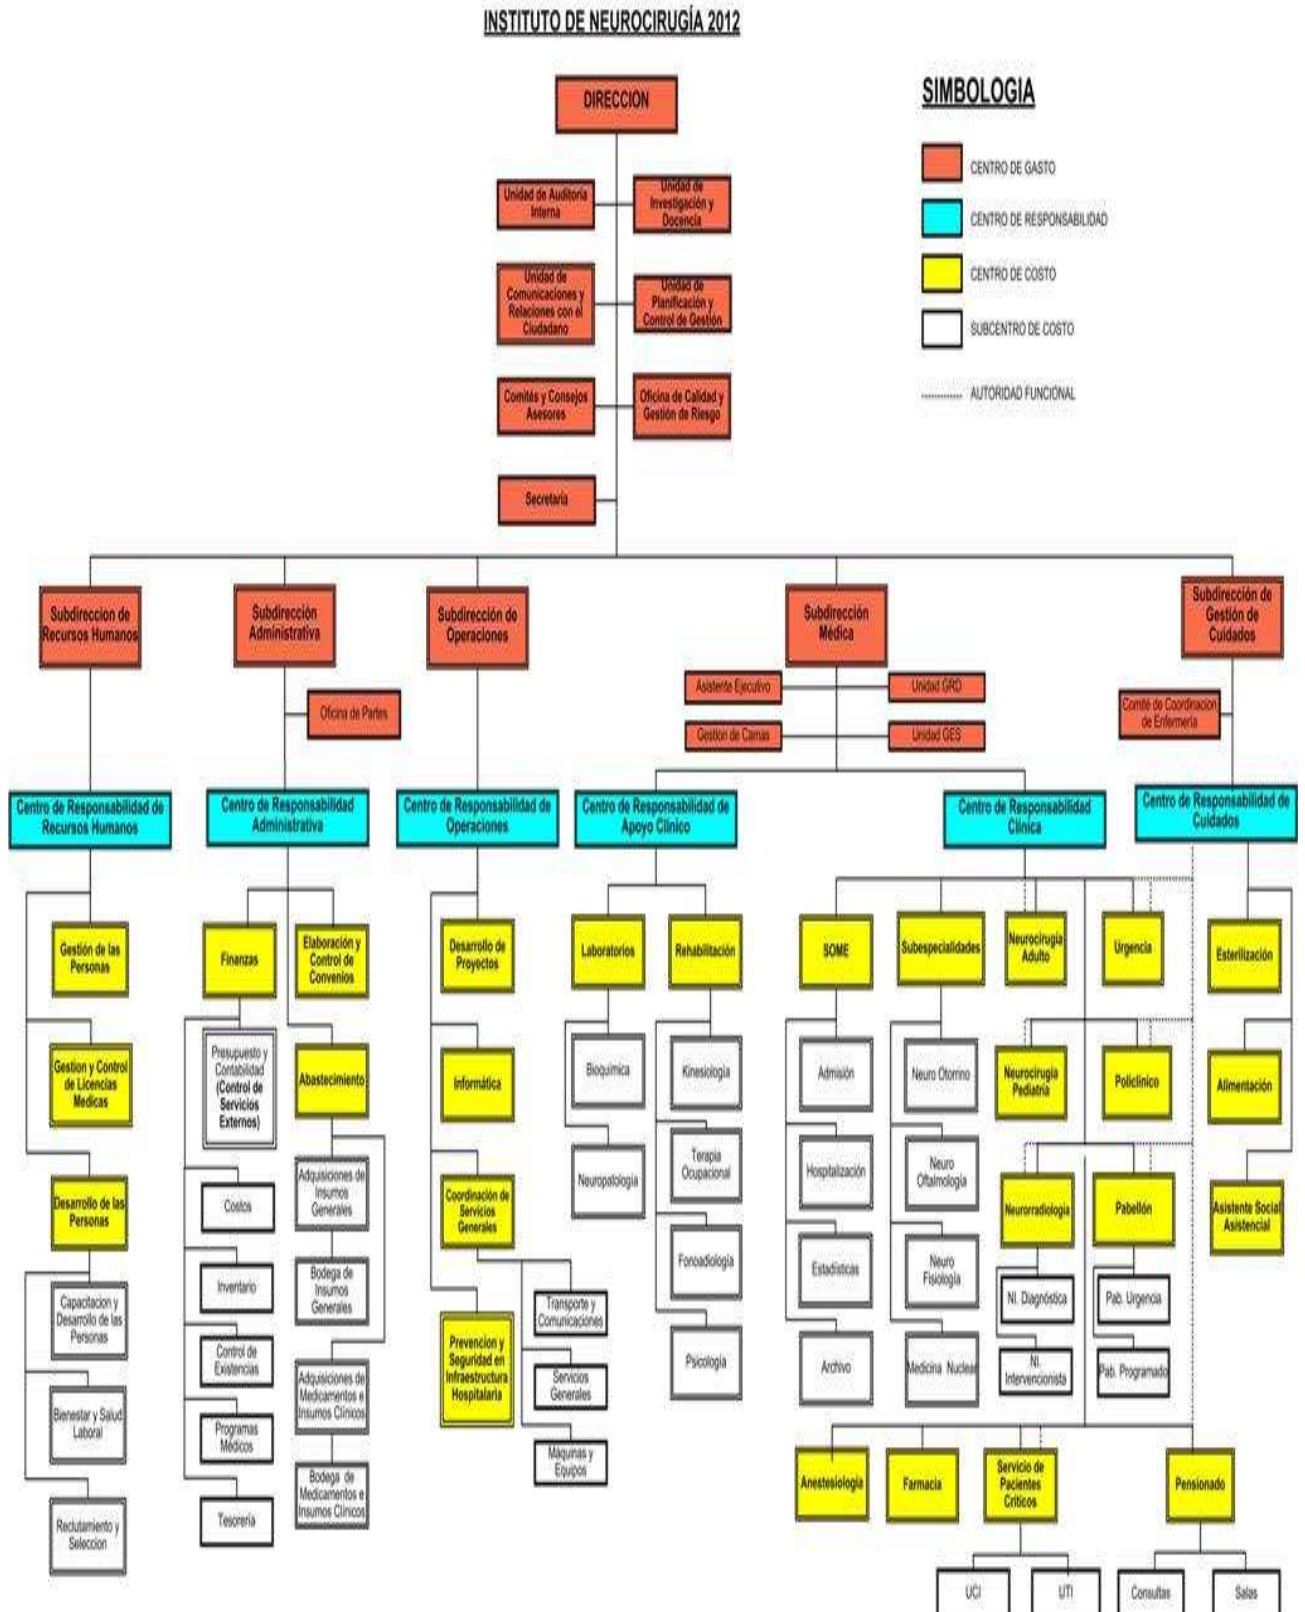 INSTITUTO DE NEUROCIRUGÍA 2012
DIRECCION
SIMBOLOGIA
CENTRO DE GASTO
CENTRO DE RESPONSABILIDAD
CENTRO DE COSTO
SUBCENTRO DE COSTO
AUTORIDAD FUNCIONAL
Unidad de Auditoría
Interna
Unidad de
Investigación y
Docencia
Unidad de
Comunicaciones y
Relaciones con el
Ciudadano
Unidad de
Planificación y
Control de Gestión
Comités y Consejos
Asesores
Oficina de Calidad y
Gestión de Riesgo
Secretaria
Subdireccion de
Recursos Humanos
Subdirección
Administrativa
Subdirección de
Operaciones
Subdirección
Médica
Subdirección de
Gestión de
Cuidados
Oficina de Partes
Asistente Ejecutivo
Unidad GRD
Gestion de Camas
Unidad GES
Comité de Coordinacion
de Enfermería
Centro de Responsabilidad de
Recursos Humanos
Centro de Responsabilidad
Administrativa
Centro de Responsabilidad de
Operaciones
Centro de Responsabilidad de
Apoyo Clínico
Centro de Responsabilidad
Clínica
Centro de Responsabilidad de
Cuidados
Gestión de las
Personas
Gestion y Control
de Licencias
Medicas
Desarrollo de las
Personas
Capacitacion y
Desarrollo de las
Personas
Bienestar y Salud
Laboral
Reclutamiento y
Seleccion
Finanzas
Presupuesto y
Contabilidad
(Control de
Servicios
Externos)
Costos
Inventario
Control de
Existencias
Programas
Médicos
Tesorería
Elaboración y
Control de
Convenios
Abastecimiento
Adquisiciones de
Insumos
Generales
Bodega de
Insumos
Generales
Adquisiciones de
Medicamentos e
Insumos Clínicos
Bodega de
Medicamentos e
Insumos Clínicos
Desarrollo de
Proyectos
Informática
Coordinación de
Servicios
Generales
Prevencion y
Seguridad en
Infraestructura
Hospitalaria
Transporte y
Comunicaciones
Servicios
Generales
Máquinas y
Equipos
Laboratorios
Bioquímica
Neuropatología
Rehabilitación
Kinesiología
Terapia
Ocupacional
Fonoadiología
Psicología
SOME
Admisión
Hospitalización
Estadísticas
Archivo
Subespecialidades
Neuro Otorrino
Neuro
Oftalmología
Neuro
Fisiología
Medicina Nuclear
Neurocirugía
Adulto
Urgencia
Neurocirugía
Pediatría
Policlínico
Neurorradiología
Pabellón
NI. Diagnóstica
NI.
Intervencionista
Pab. Urgencia
Pab. Programado
Esterilización
Alimentación
Asistente Social
Asistencial
Anestesiología
Farmacia
Servicio de
Pacientes
Críticos
Pensionado
UCI
UTI
Consultas
Salas